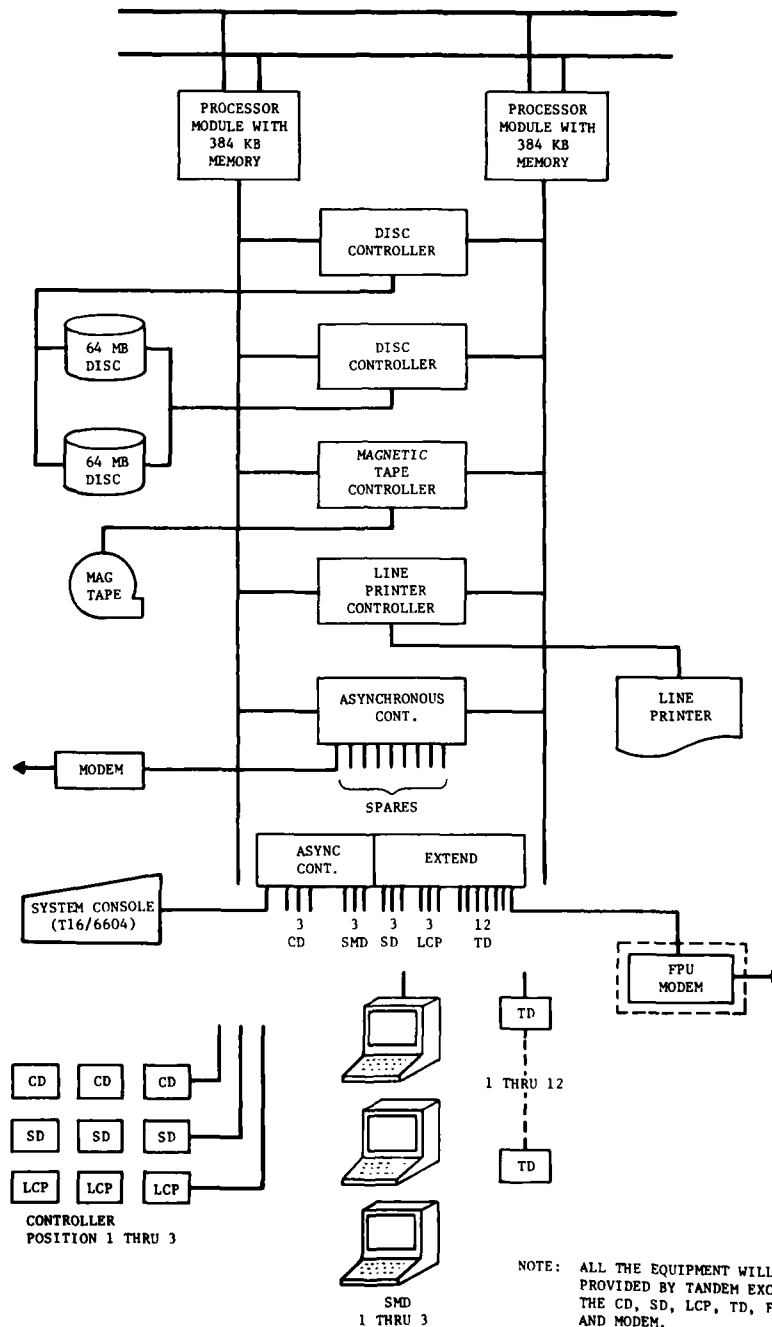 PROCESSOR
MODULE WITH
384 KB
MEMORY
PROCESSOR
MODULE WITH
384 KB
MEMORY
DISC
CONTROLLER
64 MB
DISC
DISC
CONTROLLER
64 MB
DISC
MAGNETIC
TAPE
CONTROLLER
MAG
TAPE
LINE
PRINTER
CONTROLLER
ASYNCHRONOUS
CONT.
LINE
PRINTER
MODEM
SPARES
ASYNC
CONT.
EXTEND
SYSTEM CONSOLE
(T16/6604)
3
CD
3
SMD
3
SD
3
LCP
12
TD
FPU
MODEM
TD
1 THRU 12
TD
CD CD CD
SD SD SD
LCP LCP LCP
CONTROLLER
POSITION 1 THRU 3
SMD
1 THRU 3
NOTE: ALL THE EQUIPMENT WILL
PROVIDED BY TANDEM EXC
THE CD, SD, LCP, TD, F
AND MODEM.